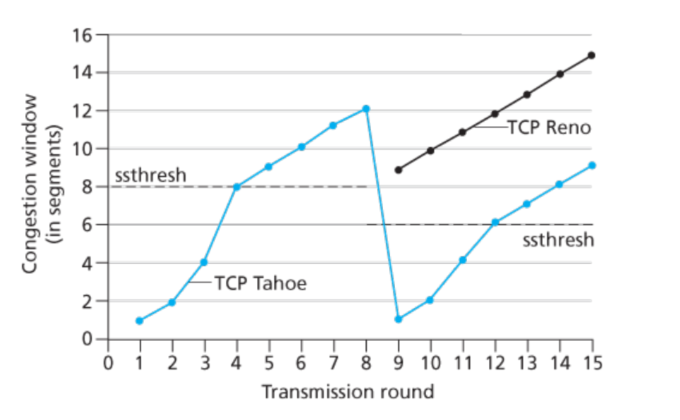 16
14
12
10
8
6
4
2
0
Congestion window
(in segments)
ssthresh
TCP Reno
ssthresh
TCP Tahoe
0 1 2 3 4 5 6 7 8 9 10 11 12 13 14 15
Transmission round